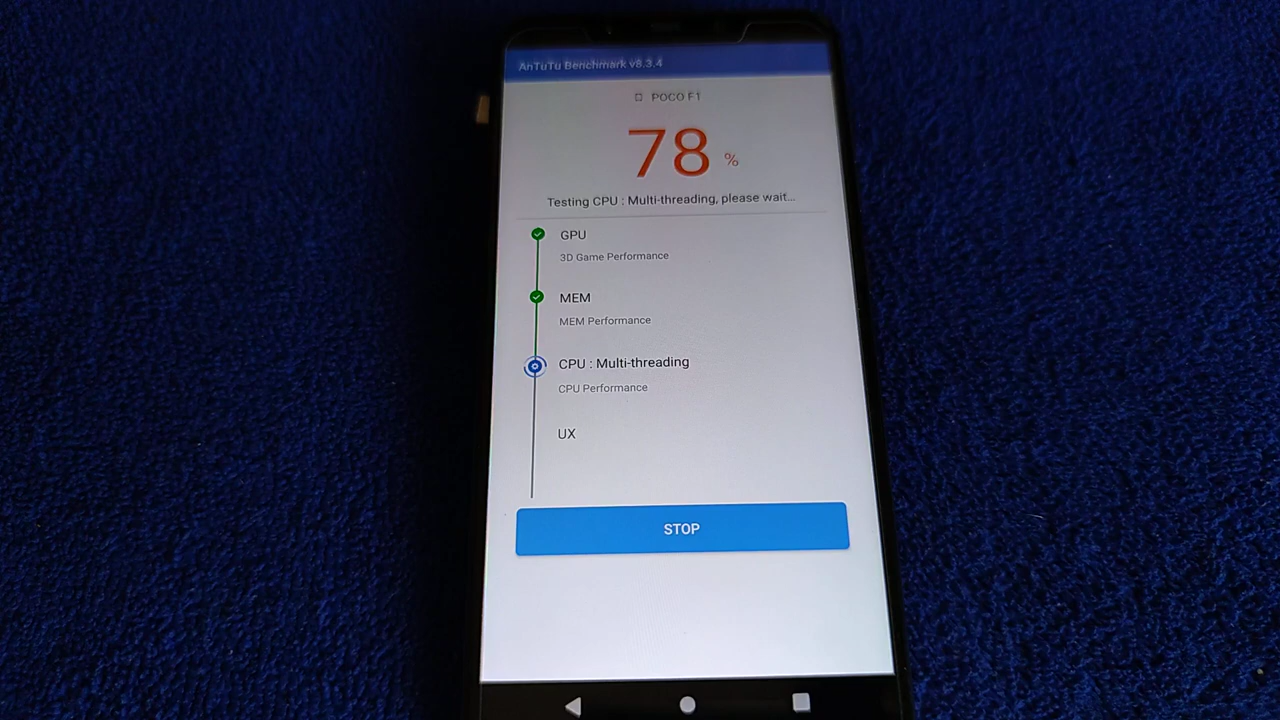 AnTuTu Benchmark v8.3.4
POCO F1
78 %
Testing CPU : Multi-threading, please wait...
GPU
3D Game Performance
MEM
MEM Performance
CPU : Multi-threading
CPU Performance
UX
STOP